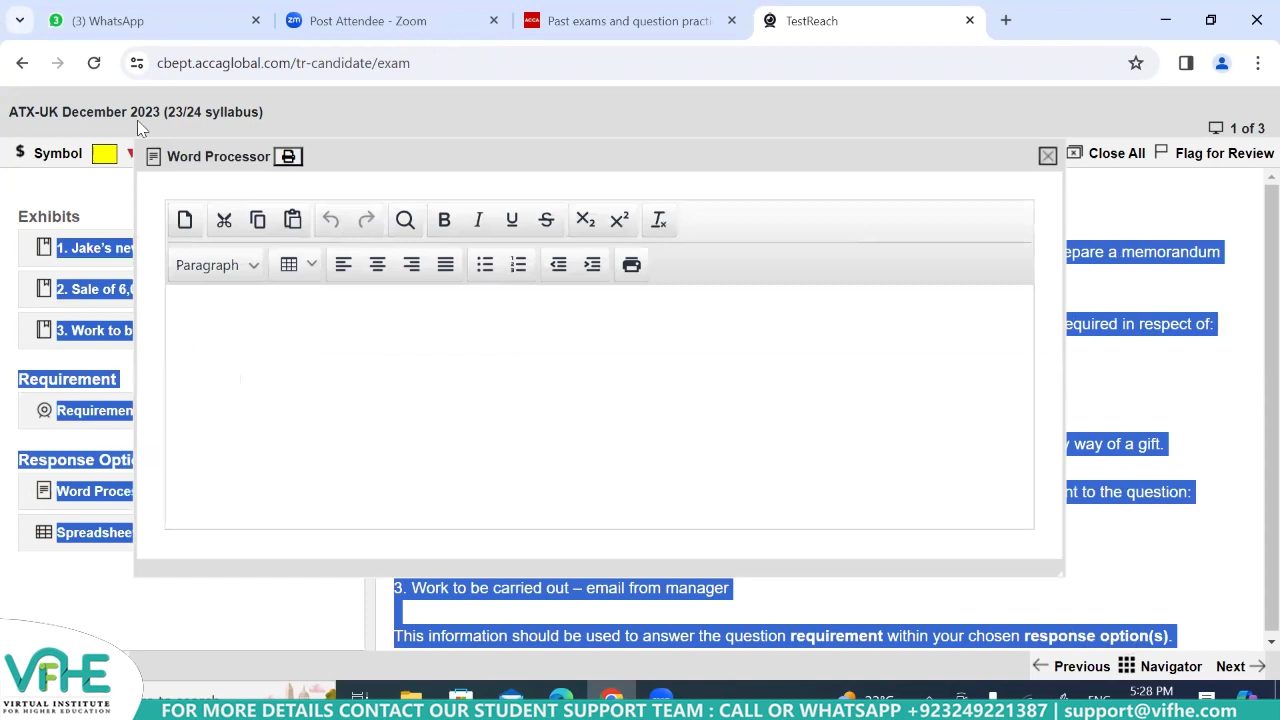 (3) WhatsApp
Post Attendee - Zoom
Past exams and question practi
TestReach
cbept.accaglobal.com/tr-candidate/exam
ATX-UK December 2023 (23/24 syllabus)
1 of 3
$ Symbol
Word Processor
Close All
Flag for Review
Exhibits
1. Jake's ne
2. Sale of 6,
3. Work to b
Paragraph
epare a memorandum
equired in respect of:
Requirement
Requiremen
way of a gift.
Response Opti
Word Proce
nt to the question:
Spreadshee
3. Work to be carried out – email from manager
This information should be used to answer the question requirement within your chosen response option(s).
Previous
Navigator
Next
5:28 PM
ENG
VIFHE
VIRTUAL INSTITUTE
FOR HIGHER EDUCATION
FOR MORE DETAILS CONTACT OUR STUDENT SUPPORT TEAM : CALL OR WHATSAPP +923249221387 | support@vifhe.com